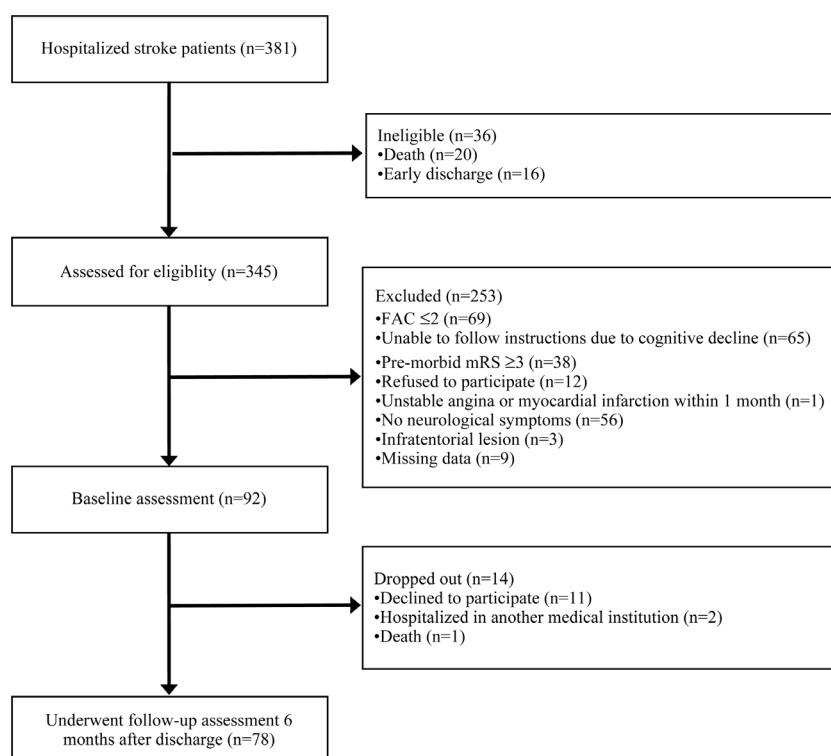 Hospitalized stroke patients (n=381)
Ineligible (n=36)
•Death (n=20)
•Early discharge (n=16)
Assessed for eligiblity (n=345)
Excluded (n=253)
•FAC ≤2 (n=69)
•Unable to follow instructions due to cognitive decline (n=65)
•Pre-morbid mRS ≥3 (n=38)
•Refused to participate (n=12)
•Unstable angina or myocardial infarction within 1 month (n=1)
•No neurological symptoms (n=56)
•Infratentorial lesion (n=3)
•Missing data (n=9)
Baseline assessment (n=92)
Dropped out (n=14)
•Declined to participate (n=11)
•Hospitalized in another medical institution (n=2)
•Death (n=1)
Underwent follow-up assessment 6
months after discharge (n=78)